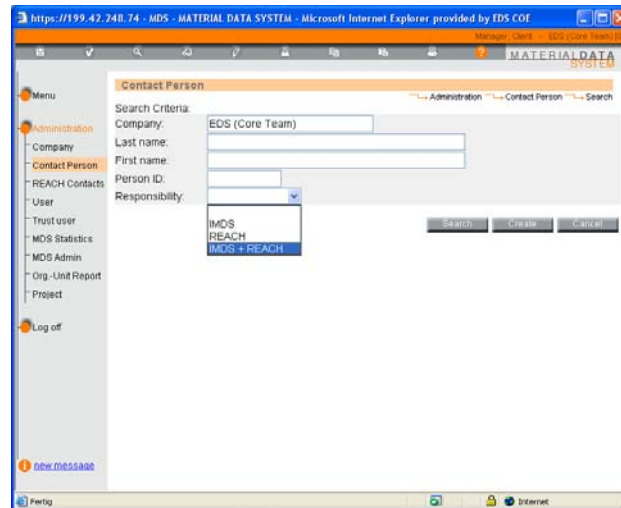 https://199.42.248.74 - MDS - MATERIAL DATA SYSTEM - Microsoft Internet Explorer provided by EDS COE
Manager, Client - EDS (Core Team)
MATERIALDATA
SYSTEM
Menu
Administration
Company
Contact Person
REACH Contacts
User
Trust user
MDS Statistics
MDS Admin
Org.-Unit Report
Project
Log off
new message
Contact Person
Administration Contact Person Search
Search Criteria:
Company: EDS (Core Team)
Last name:
First name:
Person ID:
Responsibility:
IMDS
REACH
IMDS + REACH
Search Create Cancel
Fertig Internet